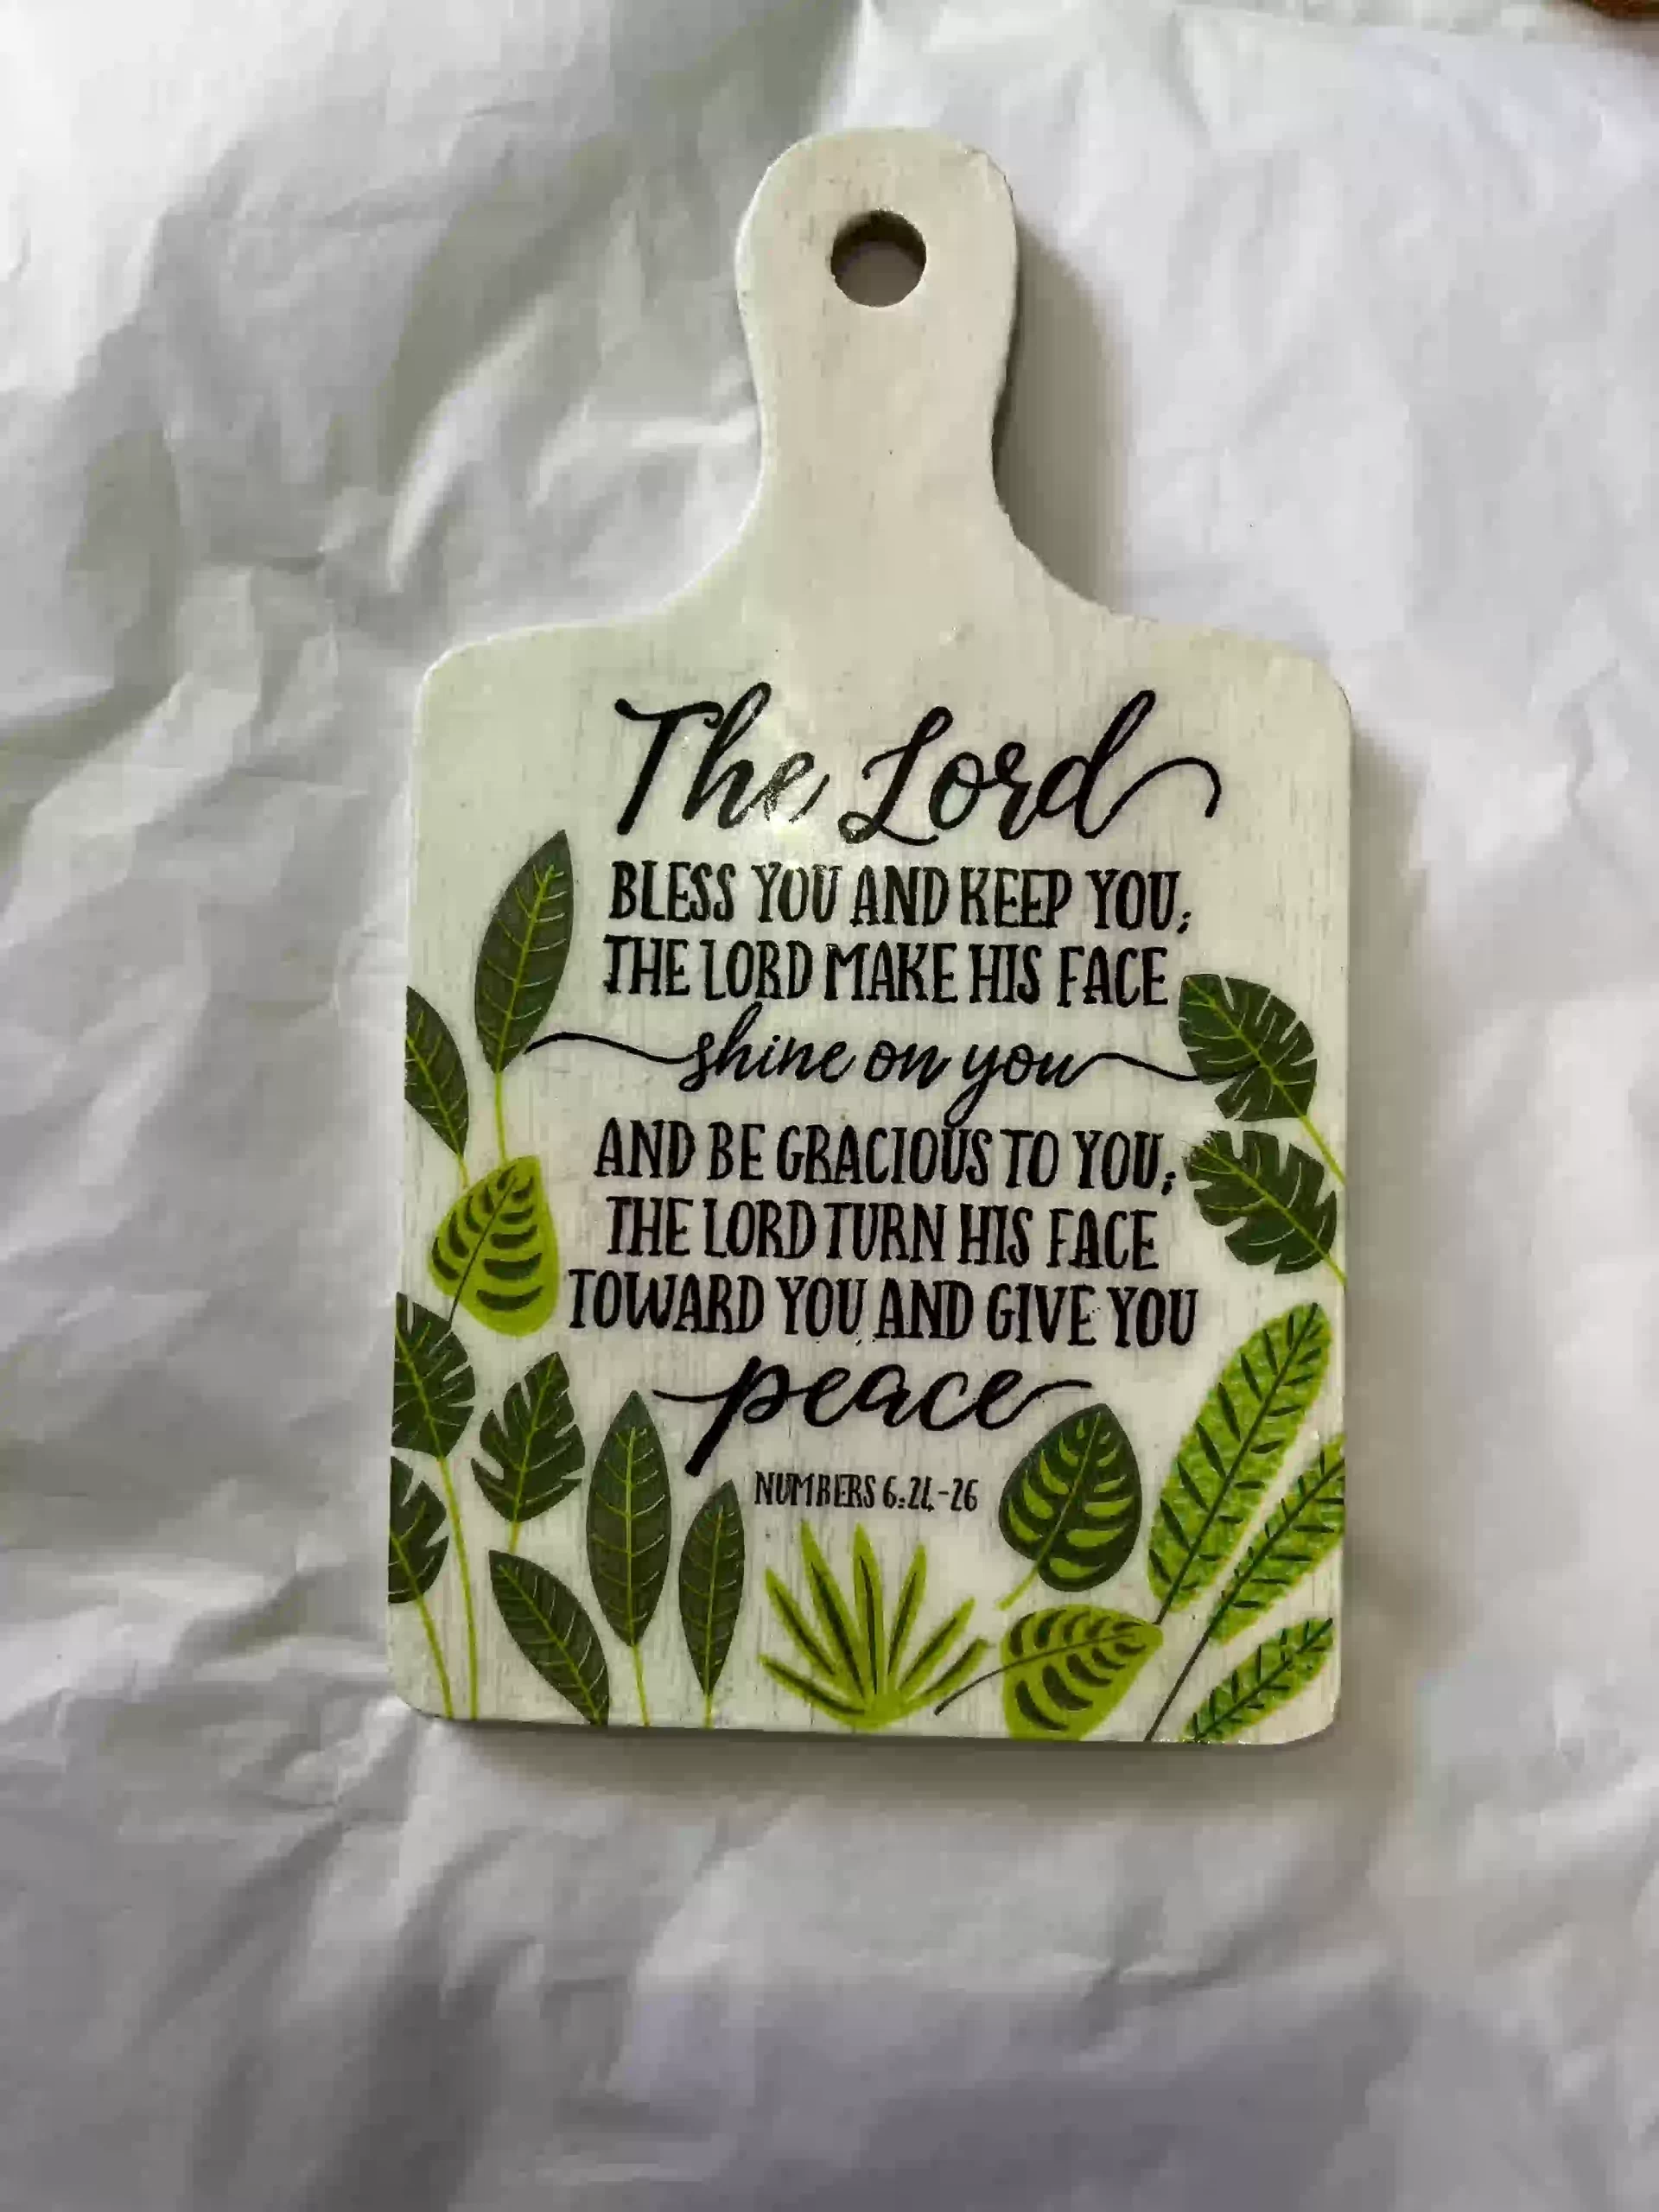 The Lord
BLESS YOU AND KEEP YOU;
THE LORD MAKE HIS FACE
shine on you
AND BE GRACIOUS TO YOU;
THE LORD TURN HIS FACE
TOWARD YOU AND GIVE YOU
peace
NUMBERS 6:24-26